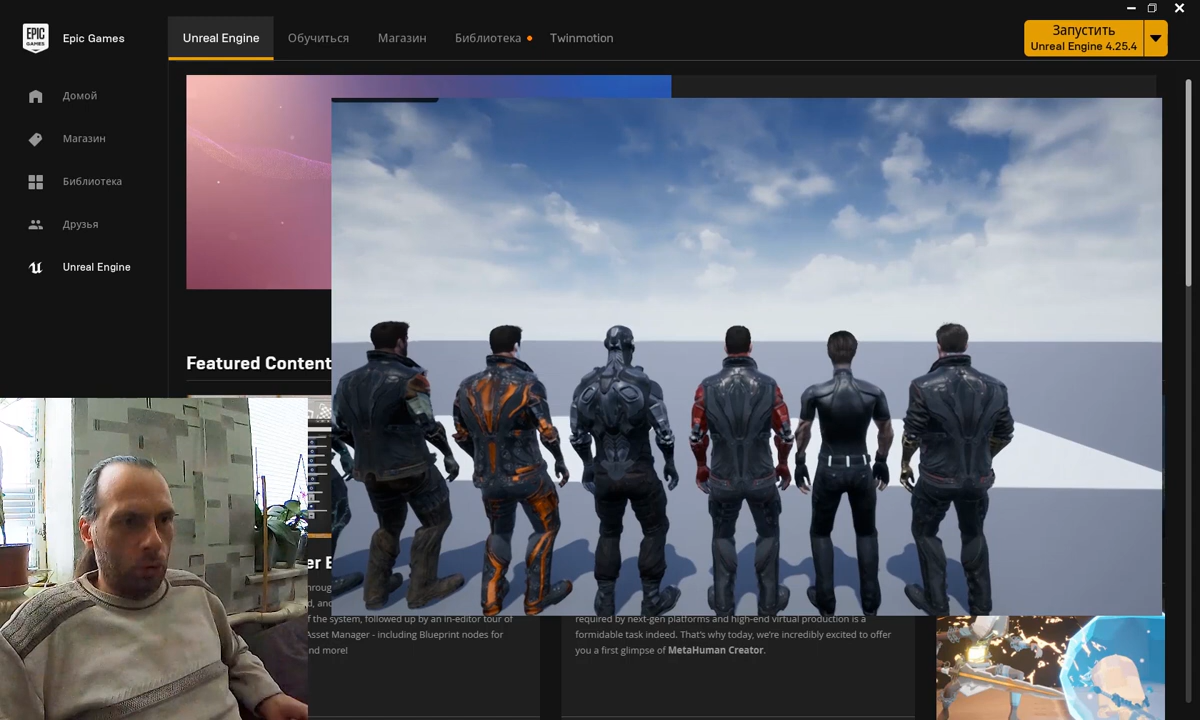 EPIC
GAMES
Epic Games
Unreal Engine
Обучиться
Магазин
Библиотека
Twinmotion
Запустить
Unreal Engine 4.25.4
Домой
Магазин
Библиотека
Друзья
Unreal Engine
Featured Content
f the system, followed up by an in-editor tour of
Asset Manager - including Blueprint nodes for
nd more!
required by next-gen platforms and high-end virtual production is a
formidable task indeed. That's why today, we're incredibly excited to offer
you a first glimpse of MetaHuman Creator.